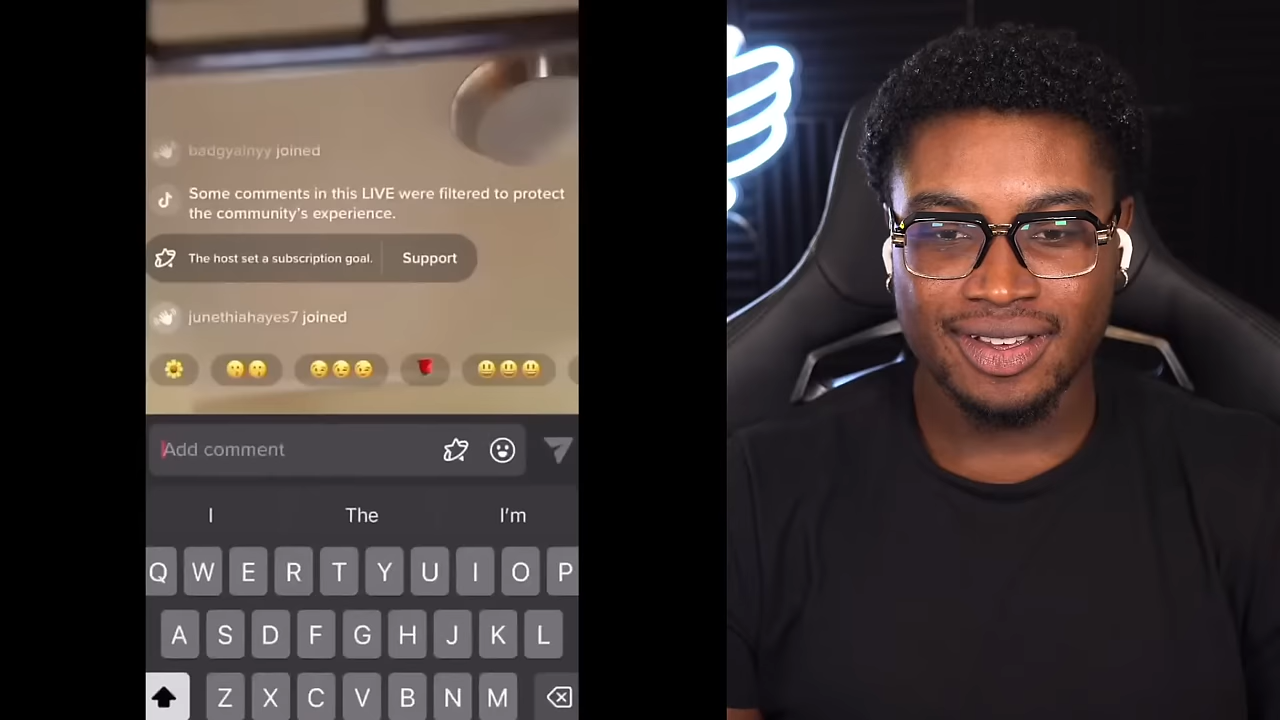 badgyalnyy joined
Some comments in this LIVE were filtered to protect
the community's experience.
The host set a subscription goal. Support
junethiahayes7 joined
Add comment
I The I'm
Q W E R T Y U I O P
A S D F G H J K L
Z X C V B N M